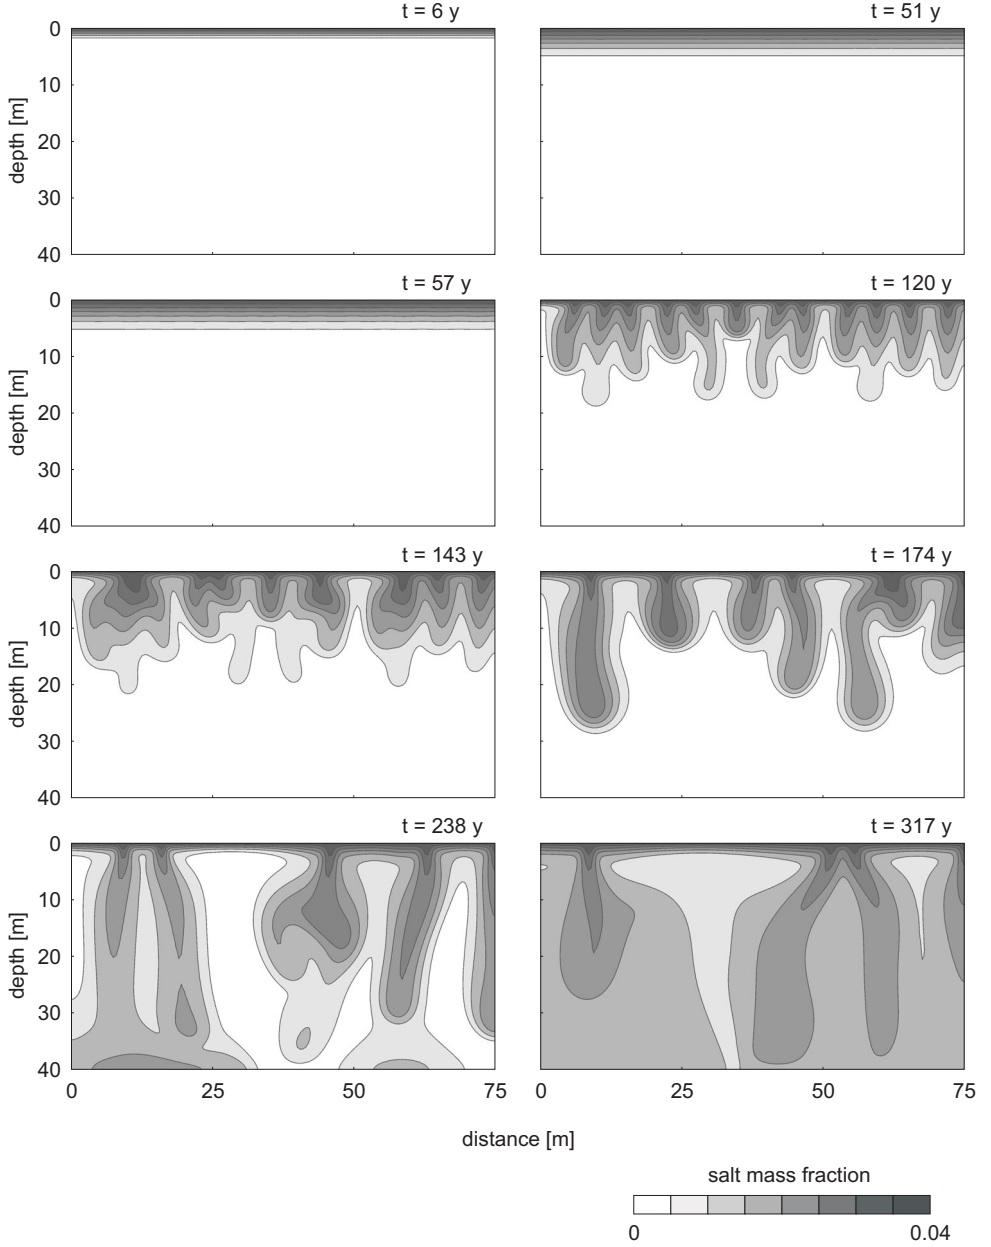 t = 6 y
t = 51 y
0
10
20
30
40
depth [m]
t = 57 y
t = 120 y
0
10
20
30
40
depth [m]
t = 143 y
t = 174 y
0
10
20
30
40
depth [m]
t = 238 y
t = 317 y
0
10
20
30
40
depth [m]
0 25 50 75 0 25 50 75
distance [m]
salt mass fraction
0 0.04